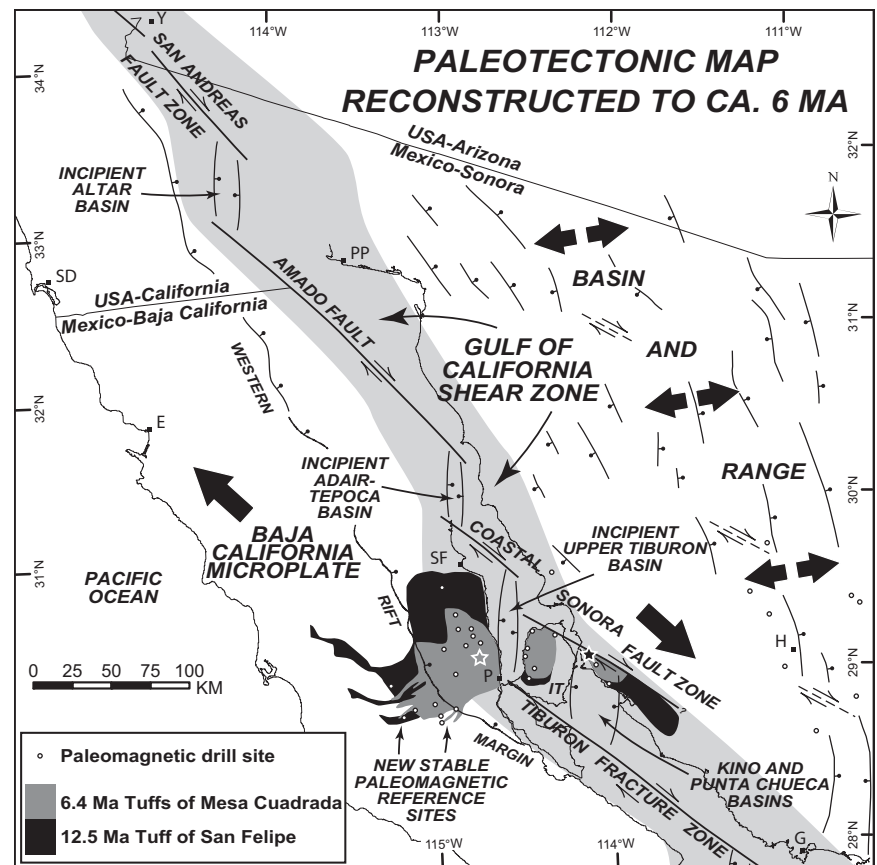 114°W
113°W
112°W
111°W
Y
34°N
PALEOTECTONIC MAP
RECONSTRUCTED TO CA. 6 MA
SAN ANDREAS
FAULT ZONE
USA-Arizona
Mexico-Sonora
32°N
N
INCIPIENT
ALTAR
BASIN
33°N
SD
PP
BASIN
USA-California
Mexico-Baja California
AMADO FAULT
31°N
GULF OF
CALIFORNIA
SHEAR ZONE
AND
WESTERN
32°N
E
INCIPIENT
ADAIR-
TEPOCA
BASIN
RANGE
30°N
COASTAL
SONORA
FAULT ZONE
INCIPIENT
UPPER TIBURON
BASIN
BAJA
CALIFORNIA
MICROPLATE
SF
31°N
PACIFIC
OCEAN
RIFT
H
29°N
0 25 50 75 100
KM
P
IT
?
TIBURON FRACTURE ZONE
MARGIN
Paleomagnetic drill site
6.4 Ma Tuffs of Mesa Cuadrada
12.5 Ma Tuff of San Felipe
NEW STABLE
PALEOMAGNETIC
REFERENCE
SITES
KINO AND
PUNTA CHUECA
BASINS
G
28°N
115°W
114°W